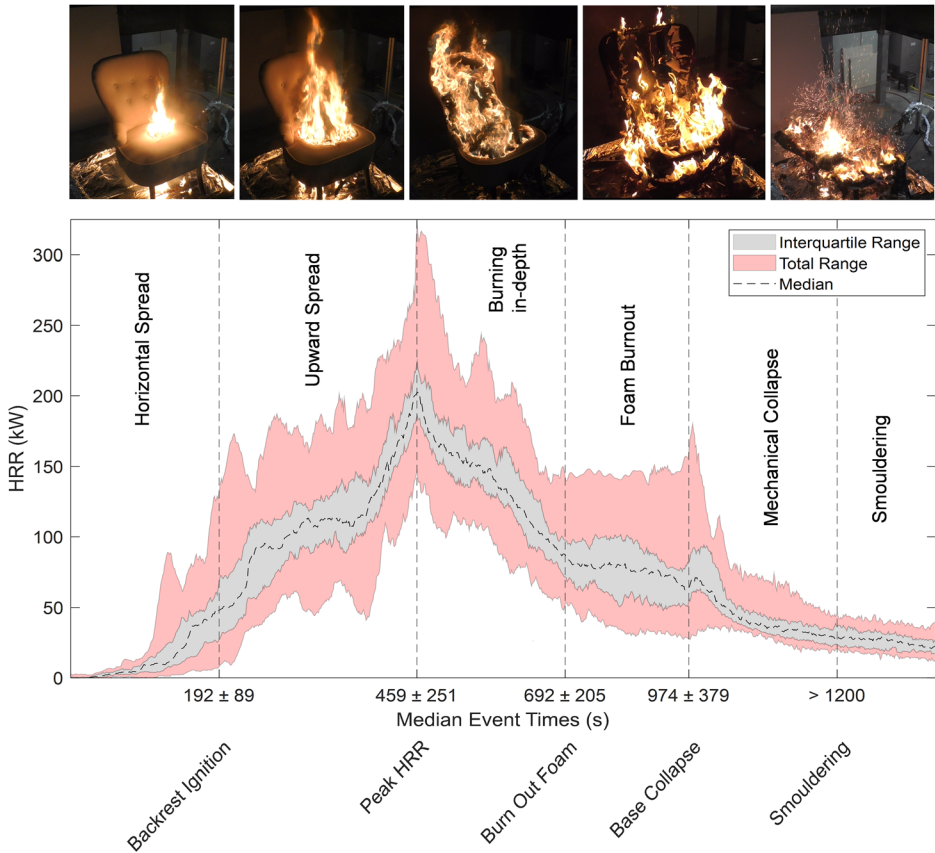 300
250
200
150
100
50
0
HRR (kW)
Horizontal Spread
Upward Spread
Burning
in-depth
Foam Burnout
Mechanical Collapse
Smouldering
Interquartile Range
Total Range
Median
192 ± 89
459 ± 251
692 ± 205
974 ± 379
> 1200
Median Event Times (s)
Backrest Ignition
Peak HRR
Burn Out Foam
Base Collapse
Smouldering